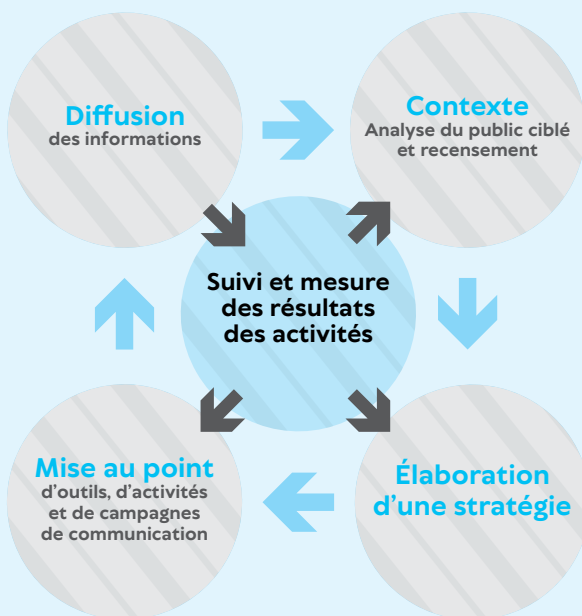 Diffusion
des informations
Contexte
Analyse du public ciblé
et recensement
Suivi et mesure
des résultats
des activités
Mise au point
d'outils, d'activités
et de campagnes
de communication
Élaboration
d'une stratégie